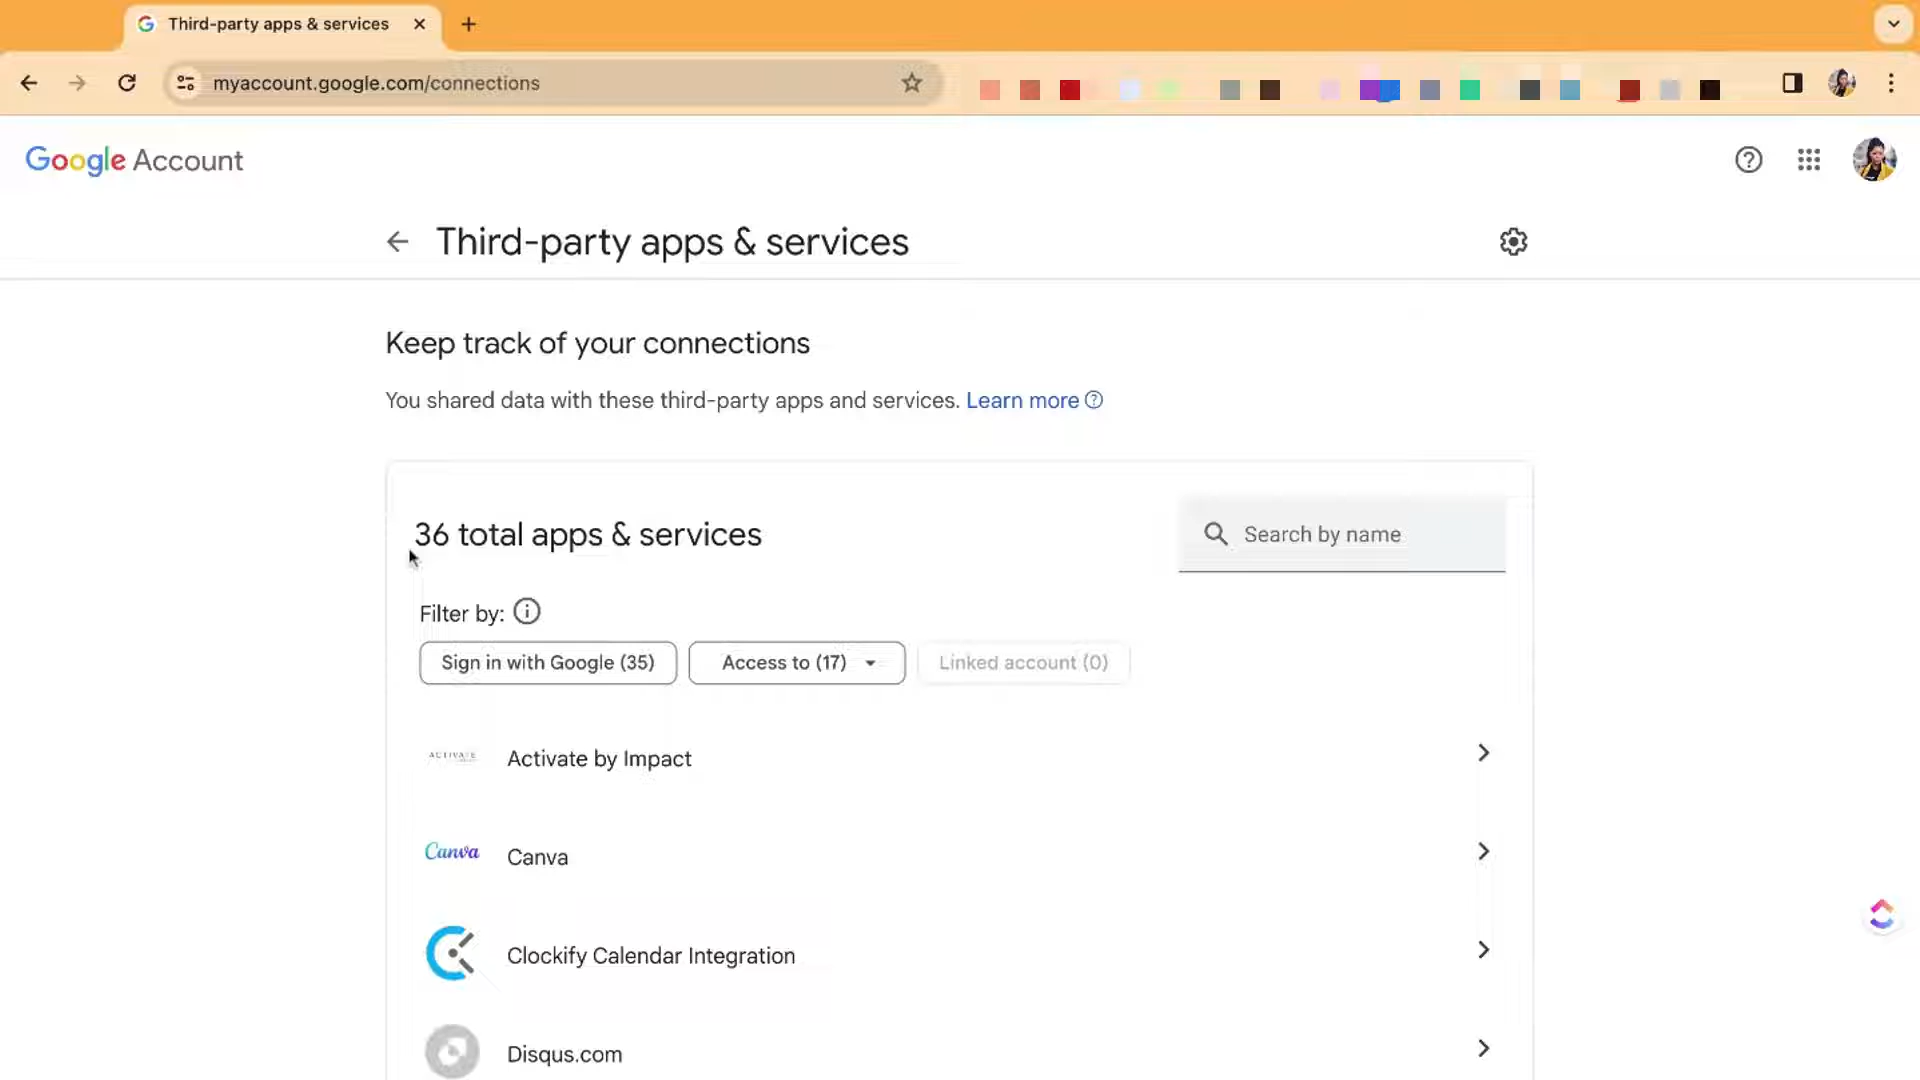 Third-party apps & services
myaccount.google.com/connections
Google Account
Third-party apps & services
Keep track of your connections
You shared data with these third-party apps and services. Learn more
36 total apps & services
Search by name
Filter by:
Sign in with Google (35)
Access to (17)
Linked account (0)
ACTIVATE
Activate by Impact
Canva
Canva
Clockify Calendar Integration
Disqus.com